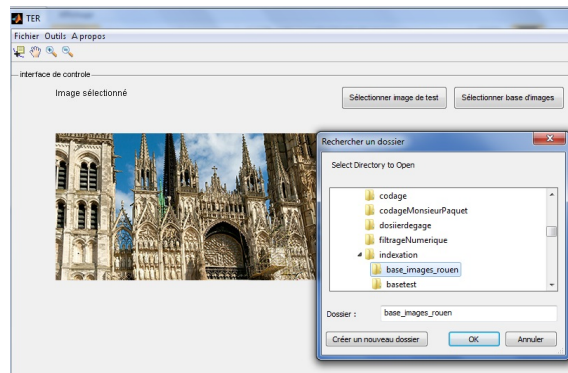 TER
Fichier Outils A propos
interface de controle
Image sélectionné
Sélectionner image de test
Sélectionner base d'images
Rechercher un dossier
Select Directory to Open
codage
codageMonsieurPaquet
dosiierdegage
filtrageNumerique
indexation
base_images_rouen
basetest
Dossier : base_images_rouen
Créer un nouveau dossier
OK
Annuler